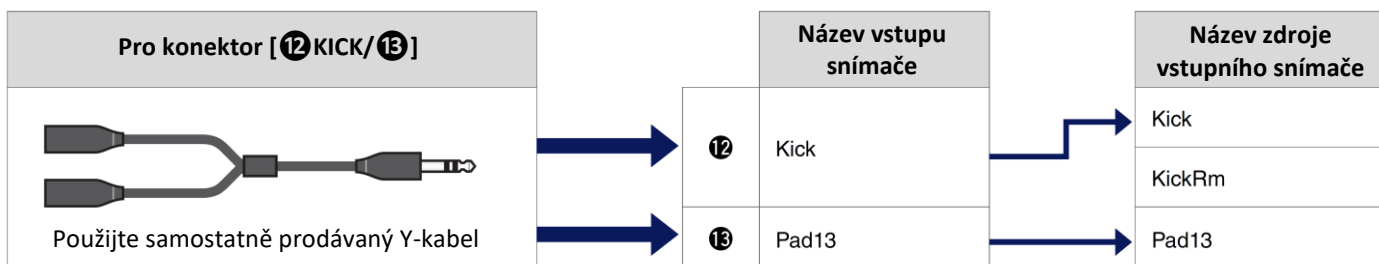 Pro konektor [⓬KICK/⓭]
Název vstupu
snímače
Název zdroje
vstupního snímače
Použijte samostatně prodávaný Y-kabel
⓬
Kick
⓭
Pad13
Kick
KickRm
Pad13